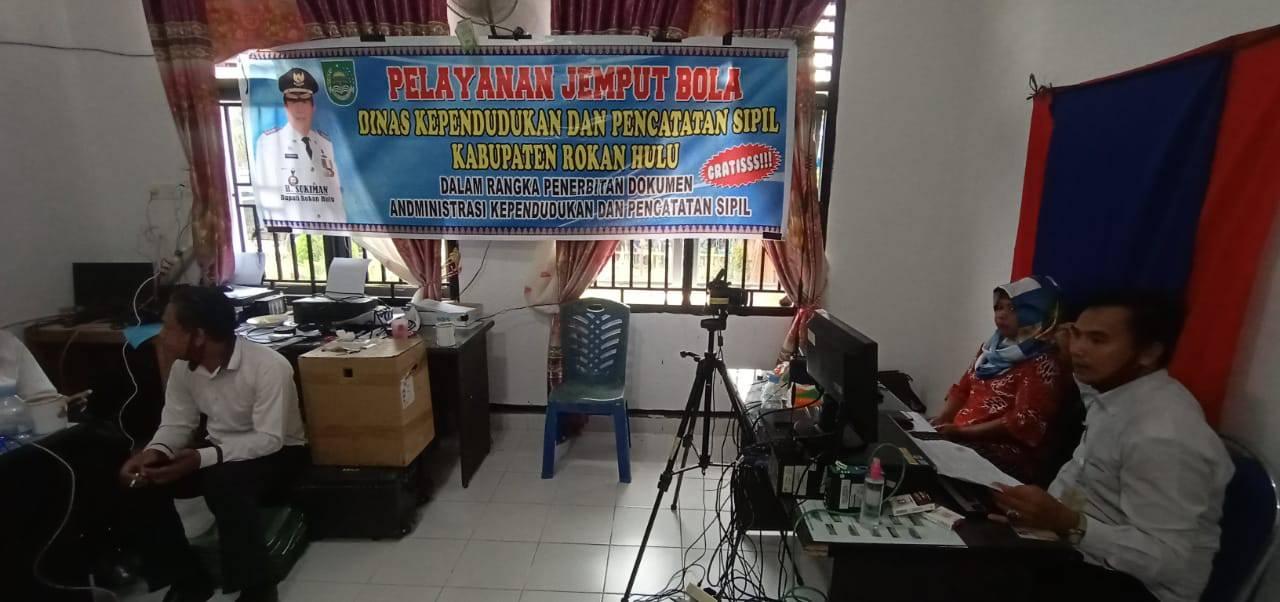 PELAYANAN JEMPUT BOLA
DINAS KEPENDUDUKAN DAN PENCATATAN SIPIL
KABUPATEN ROKAN HULU
GRATISSS!!!
DALAM RANGKA PENERBITAN DOKUMEN
ANDMINISTRASI KEPENDUDUKAN DAN PENCATATAN SIPIL
H. SUKIMAN
Bupati Rokan Hulu